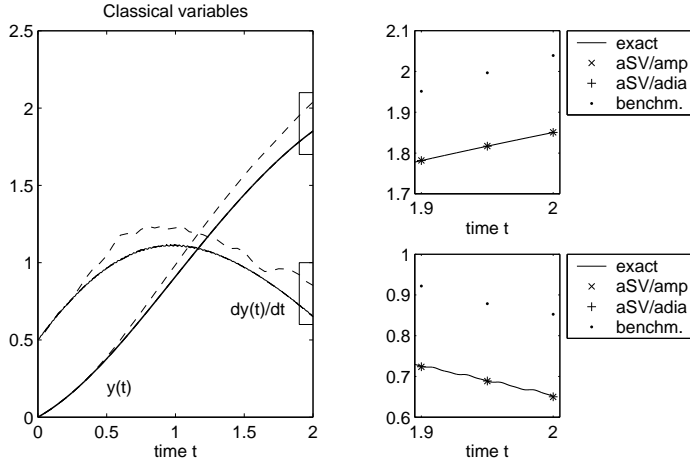 Classical variables
2.5
2
1.5
1
0.5
0
0
0.5
1
1.5
2
time t
y(t)
dy(t)/dt
2.1
2
1.9
1.8
1.7
1.9
2
time t
exact
aSV/amp
aSV/adia
benchm.
1
0.9
0.8
0.7
0.6
1.9
2
time t
exact
aSV/amp
aSV/adia
benchm.